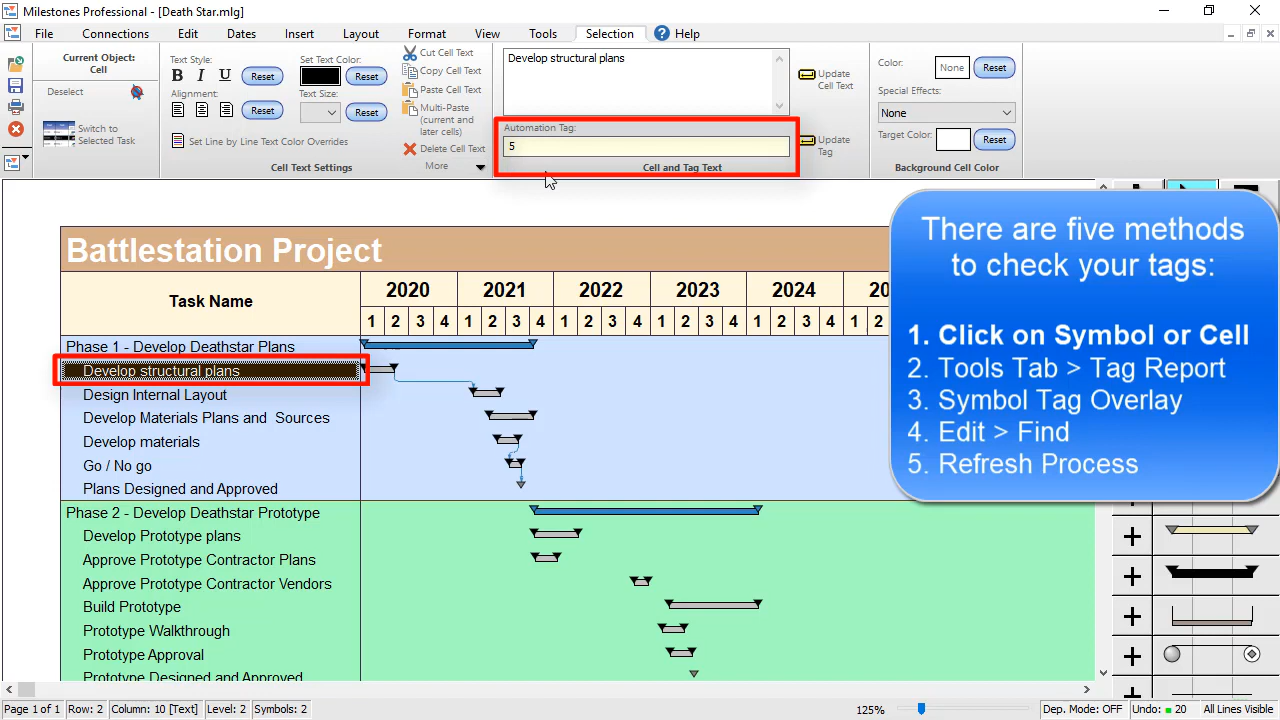 Milestones Professional - [Death Star.mlg]
File Connections Edit Dates Insert Format Layout View Tools Selection Help
Current Object:
Cell
Deselect
Switch to
Selected Task
Text Style:
B I U Reset
Alignment:
Reset
Set Text Color:
Reset
Text Size:
Reset
Set Line by Line Text Color Overrides
Cell Text Settings
Cut Cell Text
Copy Cell Text
Paste Cell Text
Multi-Paste
(current and
later cells)
Delete Cell Text
More
Develop structural plans
Update
Cell Text
Automation Tag:
5
Update
Tag
Cell and Tag Text
Color: None Reset
Special Effects:
None
Target Color: Reset
Background Cell Color
There are five methods
to check your tags:
1. Click on Symbol or Cell
2. Tools Tab > Tag Report
3. Symbol Tag Overlay
4. Edit > Find
5. Refresh Process
Battlestation Project
Task Name
2020 2021 2022 2023 2024 20
1 2 3 4 1 2 3 4 1 2 3 4 1 2 3 4 1 2 3 4 1 2
Phase 1 - Develop Deathstar Plans
Develop structural plans
Design Internal Layout
Develop Materials Plans and Sources
Develop materials
Go / No go
Plans Designed and Approved
Phase 2 - Develop Deathstar Prototype
Develop Prototype plans
Approve Prototype Contractor Plans
Approve Prototype Contractor Vendors
Build Prototype
Prototype Walkthrough
Prototype Approval
Prototype Designed and Approved
Page 1 of 1 Row: 2 Column: 10 [Text] Level: 2 Symbols: 2 125% Dep. Mode: OFF Undo: 20 All Lines Visible